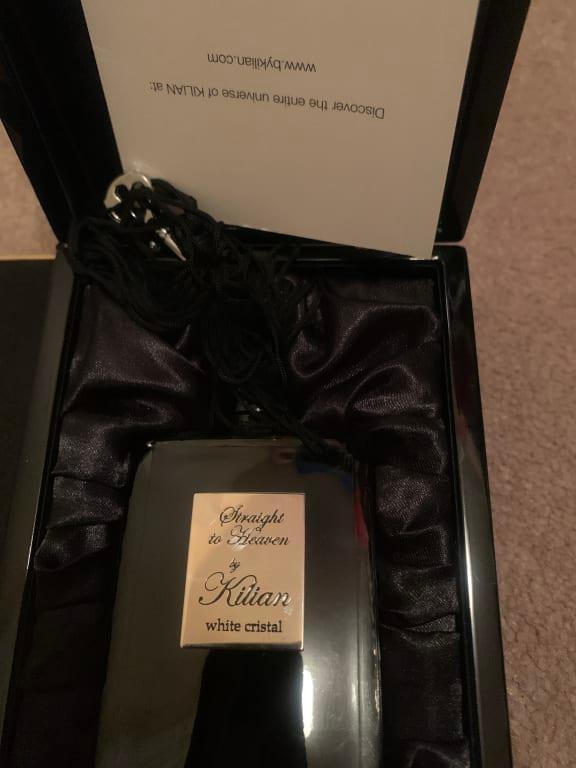 Discover the entire universe of KILIAN at:
www.bykilian.com
Straight
to Heaven
by
Kilian
white cristal